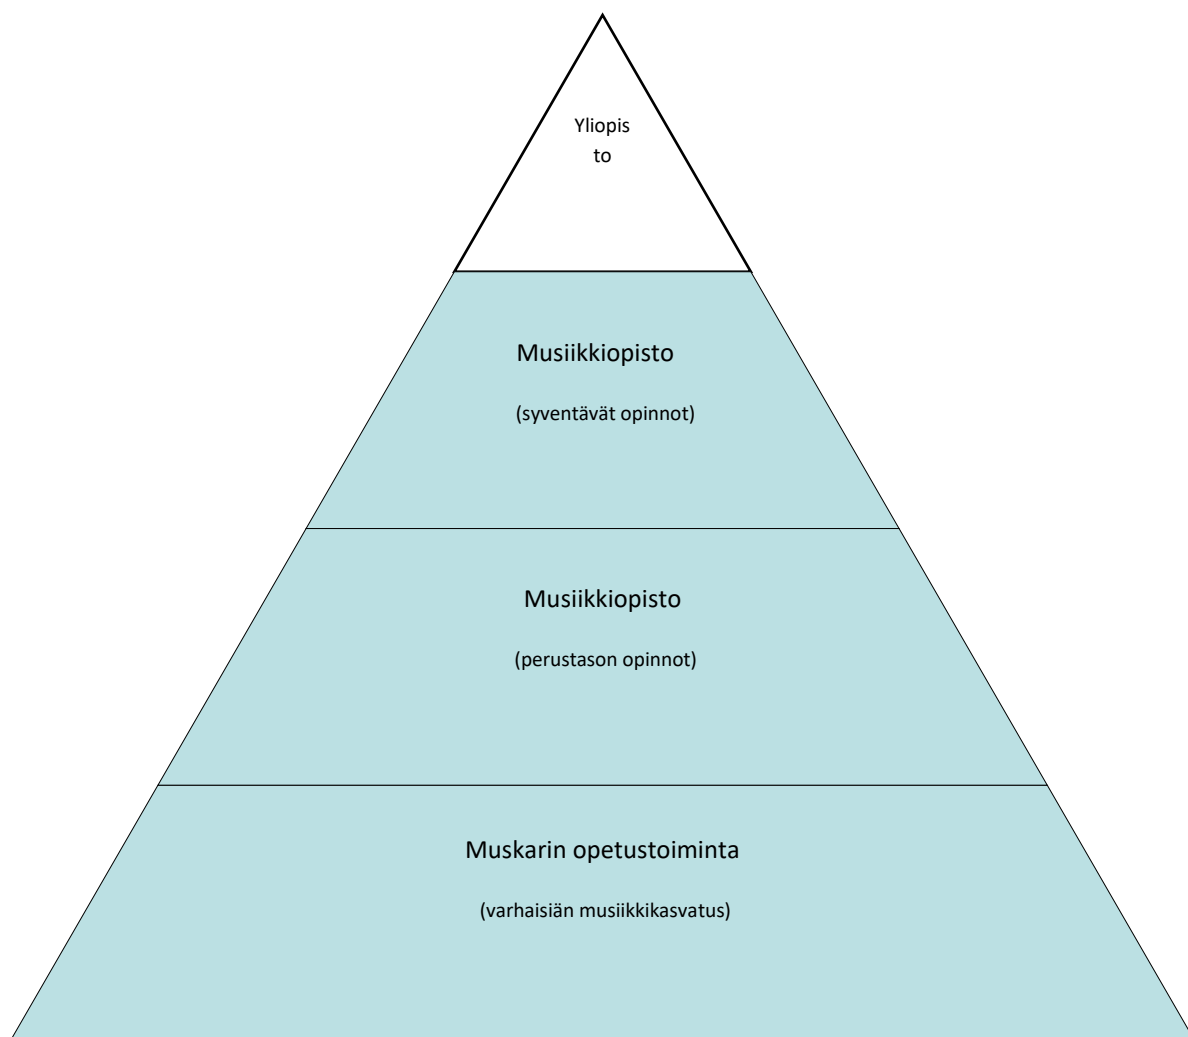 Yliopis
to
Musiikkiopisto
(syventävät opinnot)
Musiikkiopisto
(perustason opinnot)
Muskarin opetustoiminta
(varhaisiän musiikkikasvatus)